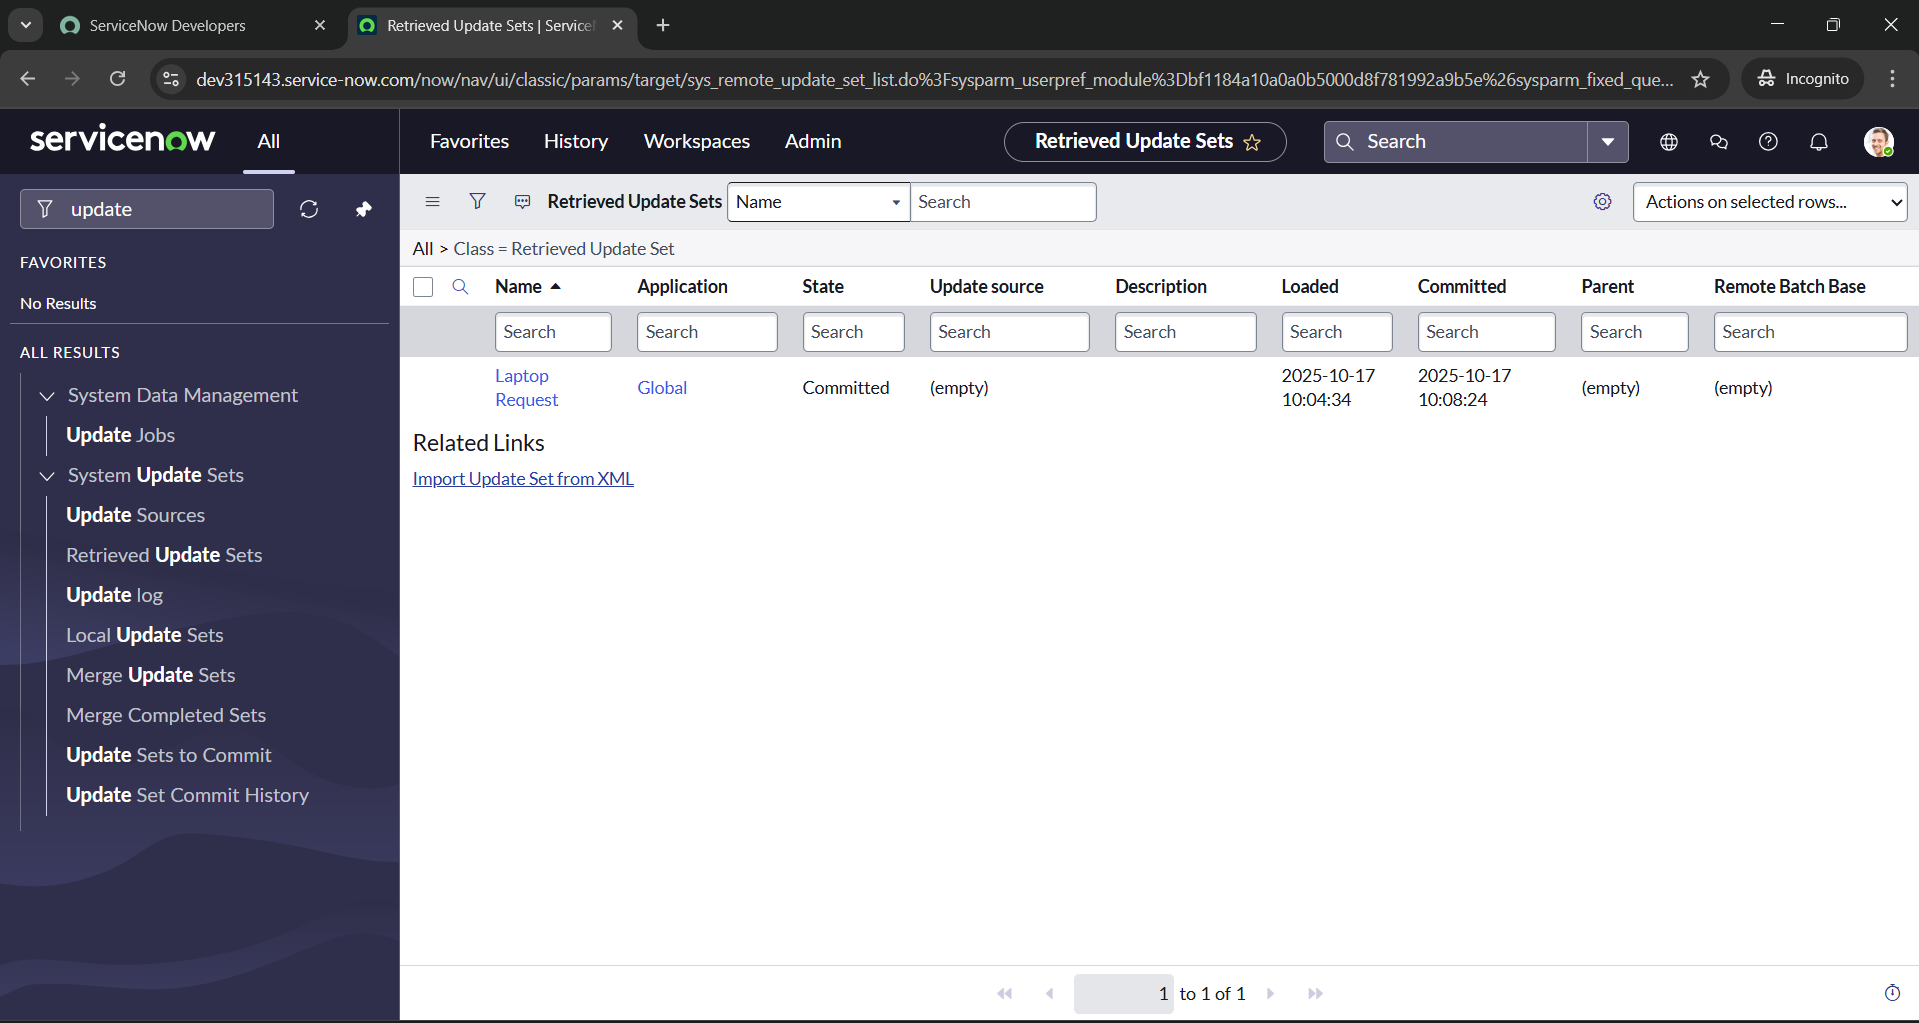 ServiceNow Developers
Retrieved Update Sets | Service
dev315143.service-now.com/now/nav/ui/classic/params/target/sys_remote_update_set_list.do%3Fsysparm_userpref_module%3Dbf1184a10a0a0b5000d8f781992a9b5e%26sysparm_fixed_que...
Incognito
servicenow
All
Favorites
History
Workspaces
Admin
Retrieved Update Sets
Search
update
FAVORITES
No Results
ALL RESULTS
System Data Management
Update Jobs
System Update Sets
Update Sources
Retrieved Update Sets
Update log
Local Update Sets
Merge Update Sets
Merge Completed Sets
Update Sets to Commit
Update Set Commit History
Retrieved Update Sets Name Search
Actions on selected rows...
All > Class = Retrieved Update Set
Name Application State Update source Description Loaded Committed Parent Remote Batch Base
Search Search Search Search Search Search Search Search Search
Laptop Request Global Committed (empty) 2025-10-17 10:04:34 2025-10-17 10:08:24 (empty) (empty)
Related Links
Import Update Set from XML
1 to 1 of 1